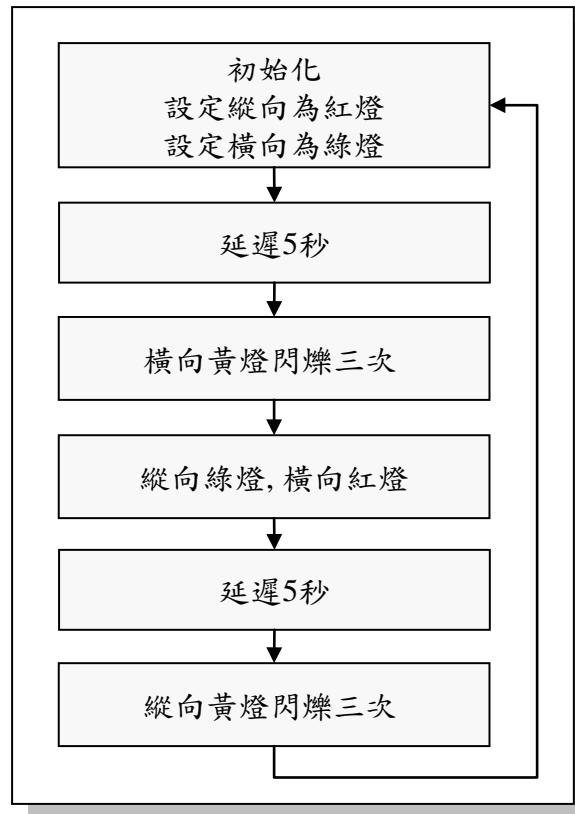 初始化
設定縱向為紅燈
設定橫向為綠燈
延遲5秒
橫向黃燈閃爍三次
縱向綠燈, 橫向紅燈
延遲5秒
縱向黃燈閃爍三次